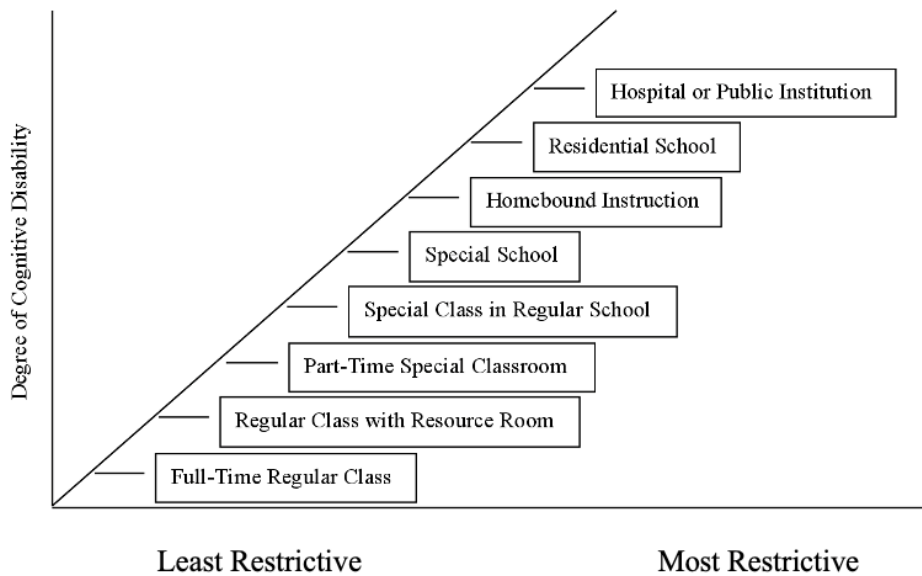 Degree of Cognitive Disability
Hospital or Public Institution
Residential School
Homebound Instruction
Special School
Special Class in Regular School
Part-Time Special Classroom
Regular Class with Resource Room
Full-Time Regular Class
Least Restrictive
Most Restrictive